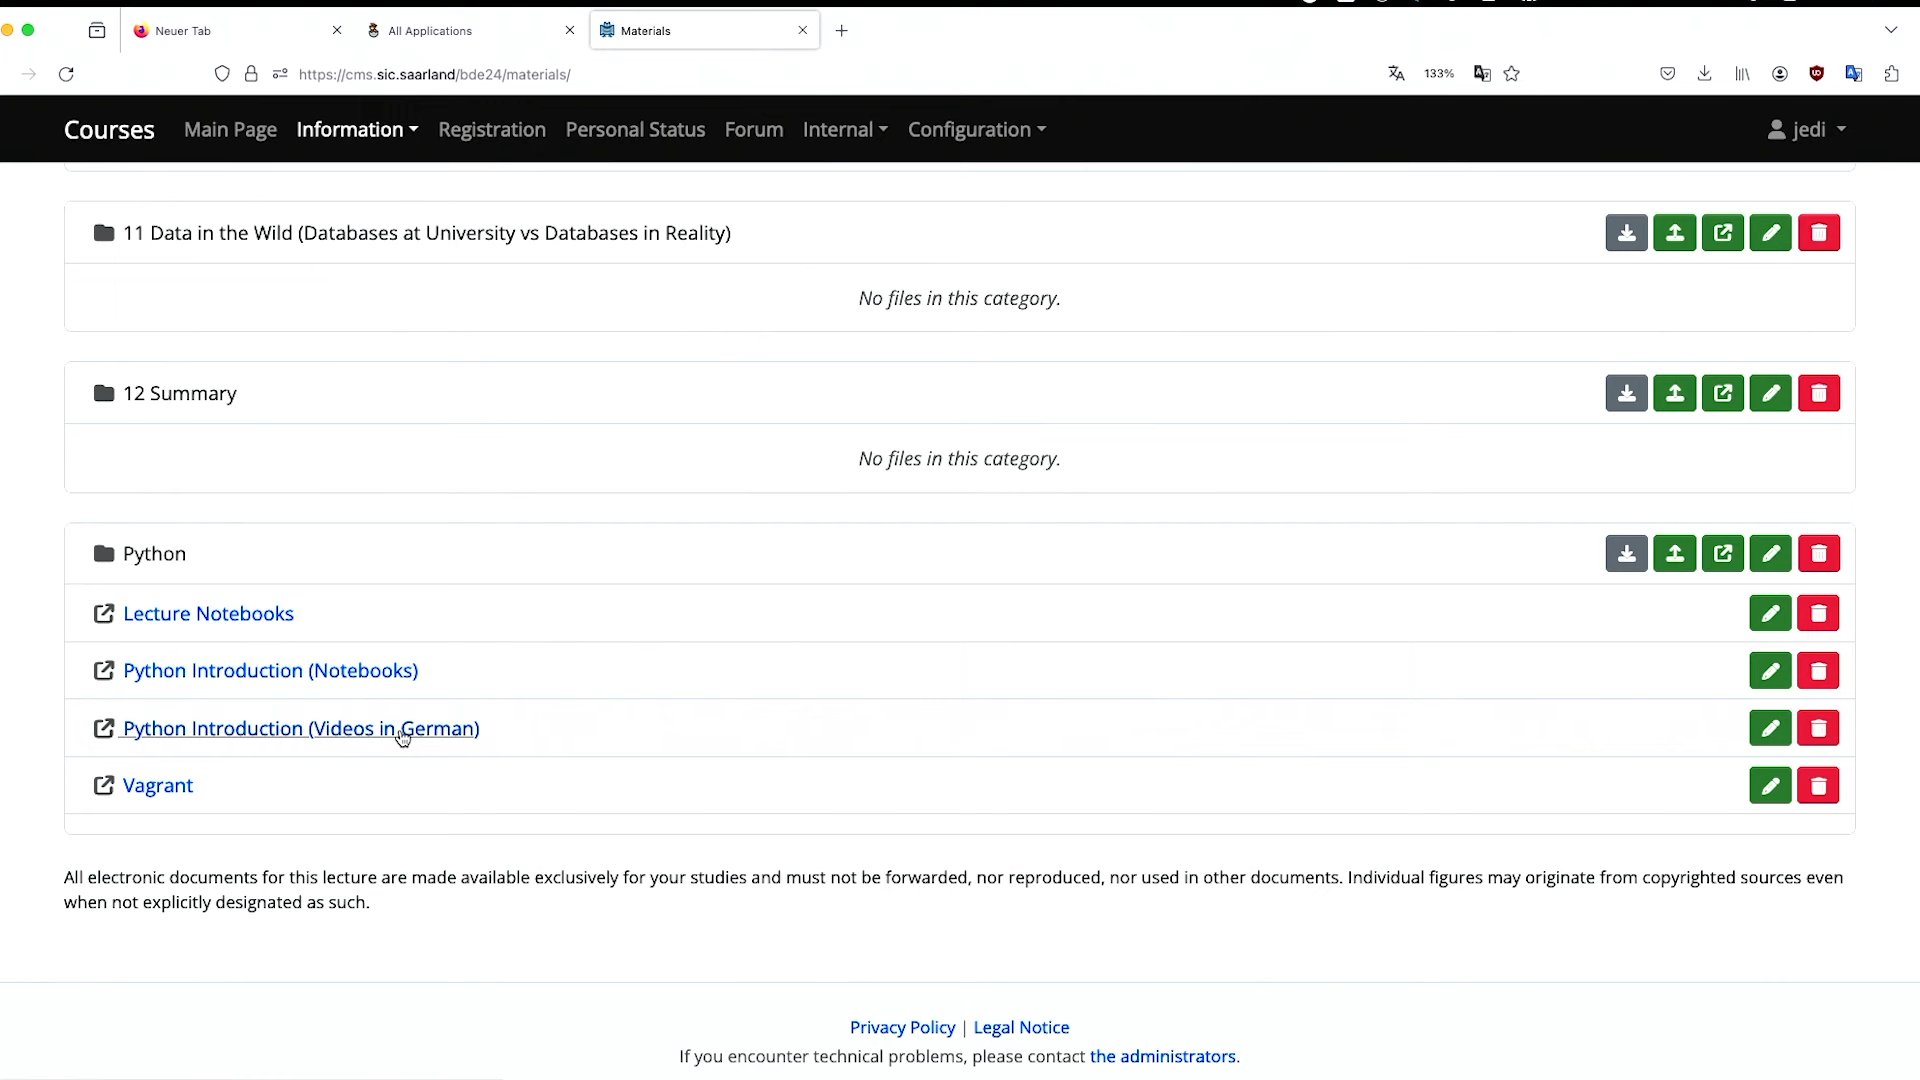 Neuer Tab
All Applications
Materials
https://cms.sic.saarland/bde24/materials/
133%
Courses
Main Page
Information
Registration
Personal Status
Forum
Internal
Configuration
jedi
11 Data in the Wild (Databases at University vs Databases in Reality)
No files in this category.
12 Summary
No files in this category.
Python
Lecture Notebooks
Python Introduction (Notebooks)
Python Introduction (Videos in German)
Vagrant
All electronic documents for this lecture are made available exclusively for your studies and must not be forwarded, nor reproduced, nor used in other documents. Individual figures may originate from copyrighted sources even
when not explicitly designated as such.
Privacy Policy | Legal Notice
If you encounter technical problems, please contact the administrators.